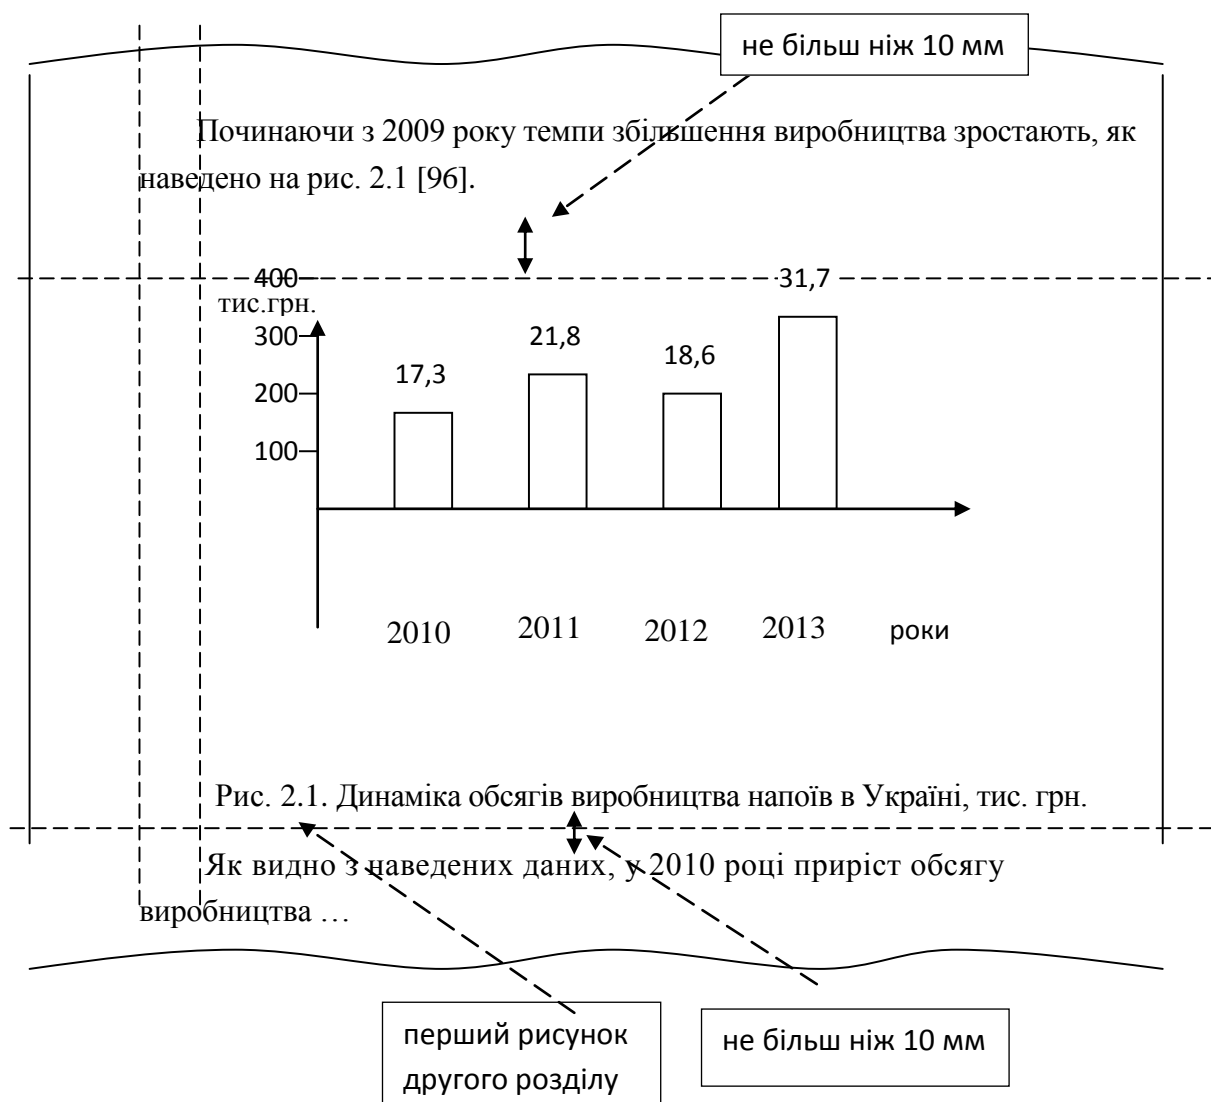 не більш ніж 10 мм
Починаючи з 2009 року темпи збільшення виробництва зростають, як
наведено на рис. 2.1 [96].
400
31,7
тис.грн.
300
21,8
18,6
17,3
200
100
2010
2011
2012
2013
роки
Рис. 2.1. Динаміка обсягів виробництва напоїв в Україні, тис. грн.
Як видно з наведених даних, у 2010 році приріст обсягу
виробництва …
перший рисунок
другого розділу
не більш ніж 10 мм